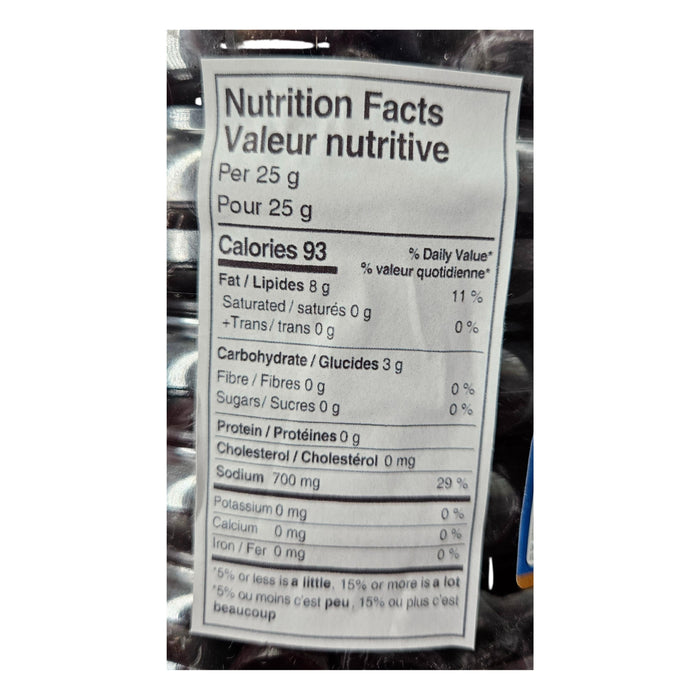 Nutrition Facts
Valeur nutritive
Per 25 g
Pour 25 g
Calories 93
% Daily Value*
% valeur quotidienne*
Fat / Lipides 8 g 11 %
Saturated / saturés 0 g
+Trans / trans 0 g 0 %
Carbohydrate / Glucides 3 g
Fibre / Fibres 0 g 0 %
Sugars / Sucres 0 g 0 %
Protein / Protéines 0 g
Cholesterol / Cholestérol 0 mg
Sodium 700 mg 29 %
Potassium 0 mg 0 %
Calcium 0 mg 0 %
Iron / Fer 0 mg 0 %
*5% or less is a little, 15% or more is a lot
*5% ou moins c'est peu, 15% ou plus c'est
beaucoup